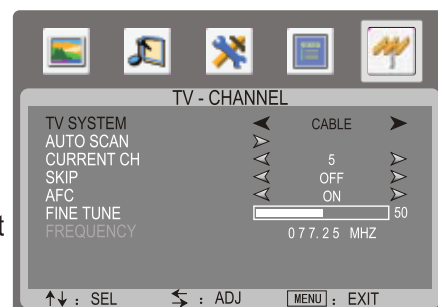 TV - CHANNEL
TV SYSTEM CABLE
AUTO SCAN
CURRENT CH 5
SKIP OFF
AFC ON
FINE TUNE 50
FREQUENCY 077.25 MHZ
t
: SEL : ADJ MENU : EXIT